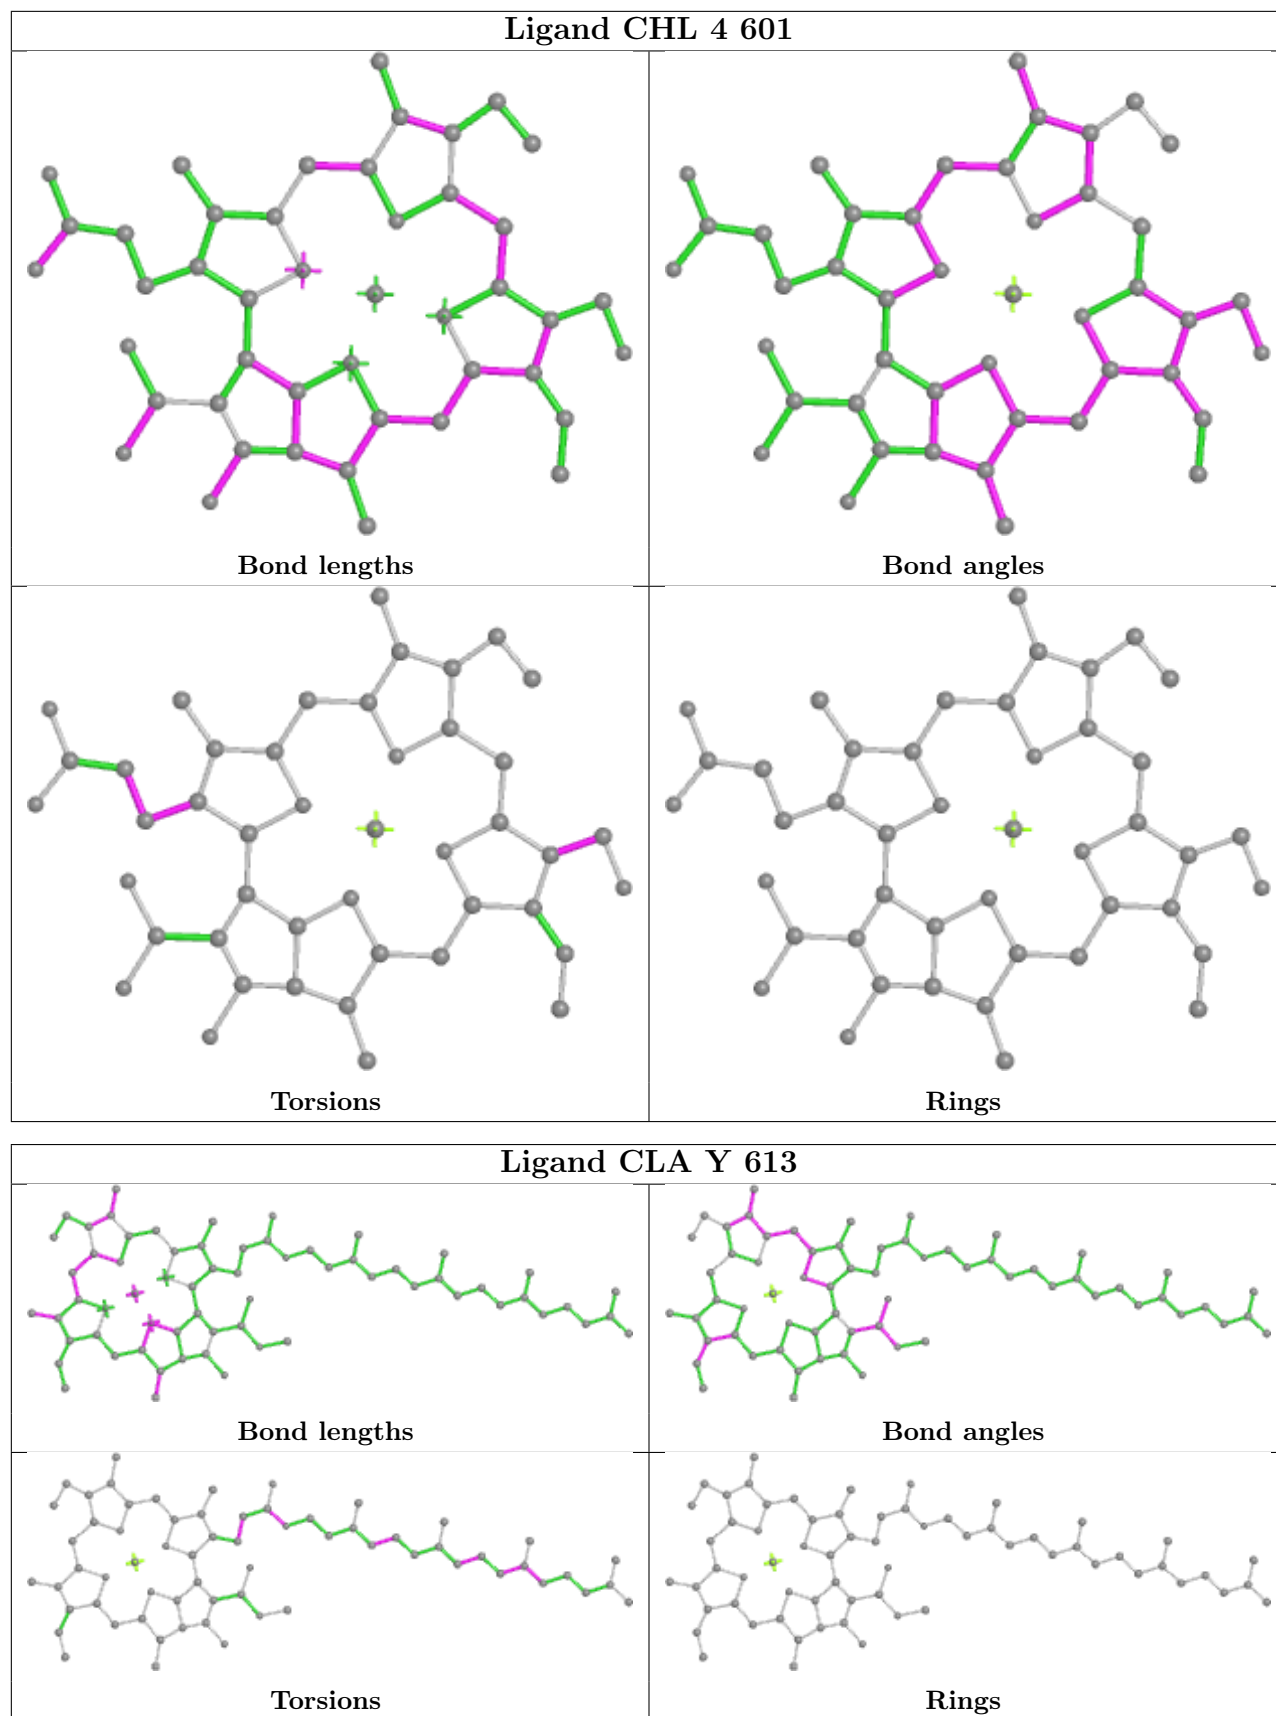 Ligand CHL 4 601
Bond lengths
Bond angles
Torsions
Rings
Ligand CLA Y 613
Bond lengths
Bond angles
Torsions
Rings